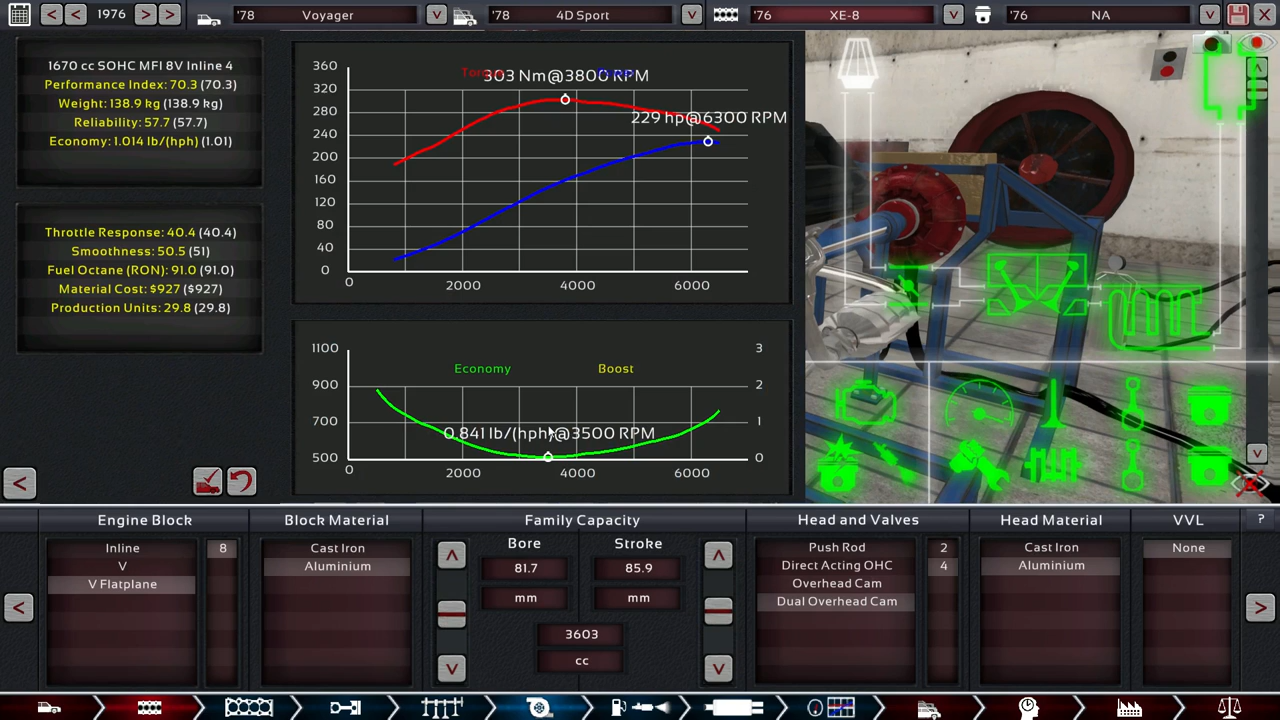 1976 '78 Voyager V '78 4D Sport V '76 XE-8 V '76 NA V
1670 cc SOHC MFI 8V Inline 4
Performance Index: 70.3 (70.3)
Weight: 138.9 kg (138.9 kg)
Reliability: 57.7 (57.7)
Economy: 1.014 lb/(hph) (1.01)
Throttle Response: 40.4 (40.4)
Smoothness: 50.5 (51)
Fuel Octane (RON): 91.0 (91.0)
Material Cost: $927 ($927)
Production Units: 29.8 (29.8)
360
320
280
240
200
160
120
80
40
0
0 2000 4000 6000
303 Nm@3800 RPM
229 hp@6300 RPM
1100 3
900 2
700 1
500 0
0 2000 4000 6000
Economy Boost
0.841 lb/(hph)@3500 RPM
Engine Block
Inline 8
V
V Flatplane
Block Material
Cast Iron
Aluminium
Family Capacity
Bore Stroke
81.7 85.9
mm mm
3603
cc
Head and Valves
Push Rod 2
Direct Acting OHC 4
Overhead Cam
Dual Overhead Cam
Head Material
Cast Iron
Aluminium
VVL
None
?